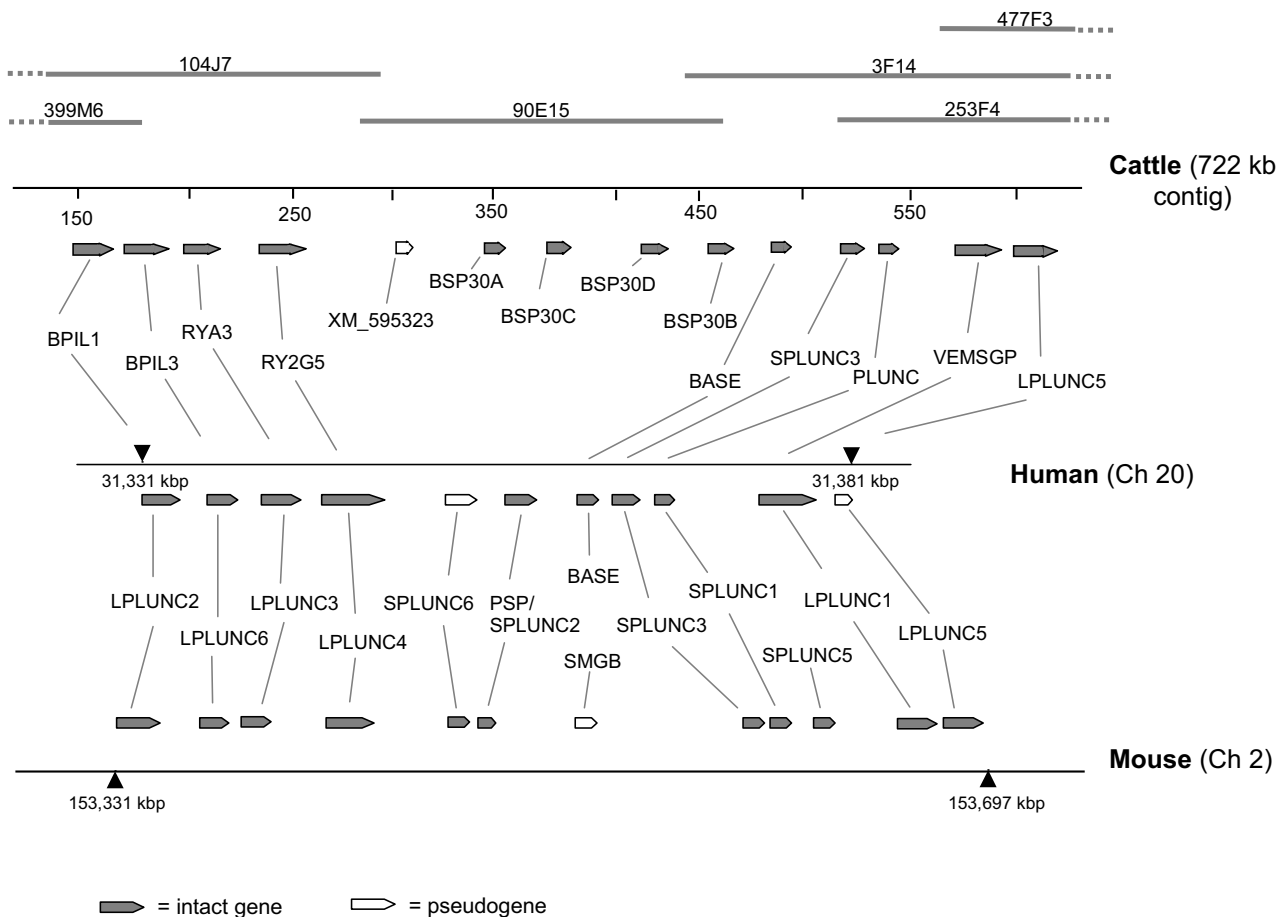 477F3
104J7
3F14
399M6
90E15
253F4
Cattle (722 kb
contig)
150
250
350
450
550
BSP30A
BSP30D
BSP30C
XM_595323
BSP30B
RYA3
BPIL1
SPLUNC3
VEMSGP
BPIL3
RY2G5
PLUNC
BASE
LPLUNC5
31,331 kbp
31,381 kbp
Human (Ch 20)
BASE
SPLUNC1
LPLUNC2
LPLUNC3
SPLUNC6
PSP/
SPLUNC2
LPLUNC1
SPLUNC3
LPLUNC6
LPLUNC4
LPLUNC5
SMGB
SPLUNC5
Mouse (Ch 2)
153,331 kbp
153,697 kbp
= intact gene
= pseudogene